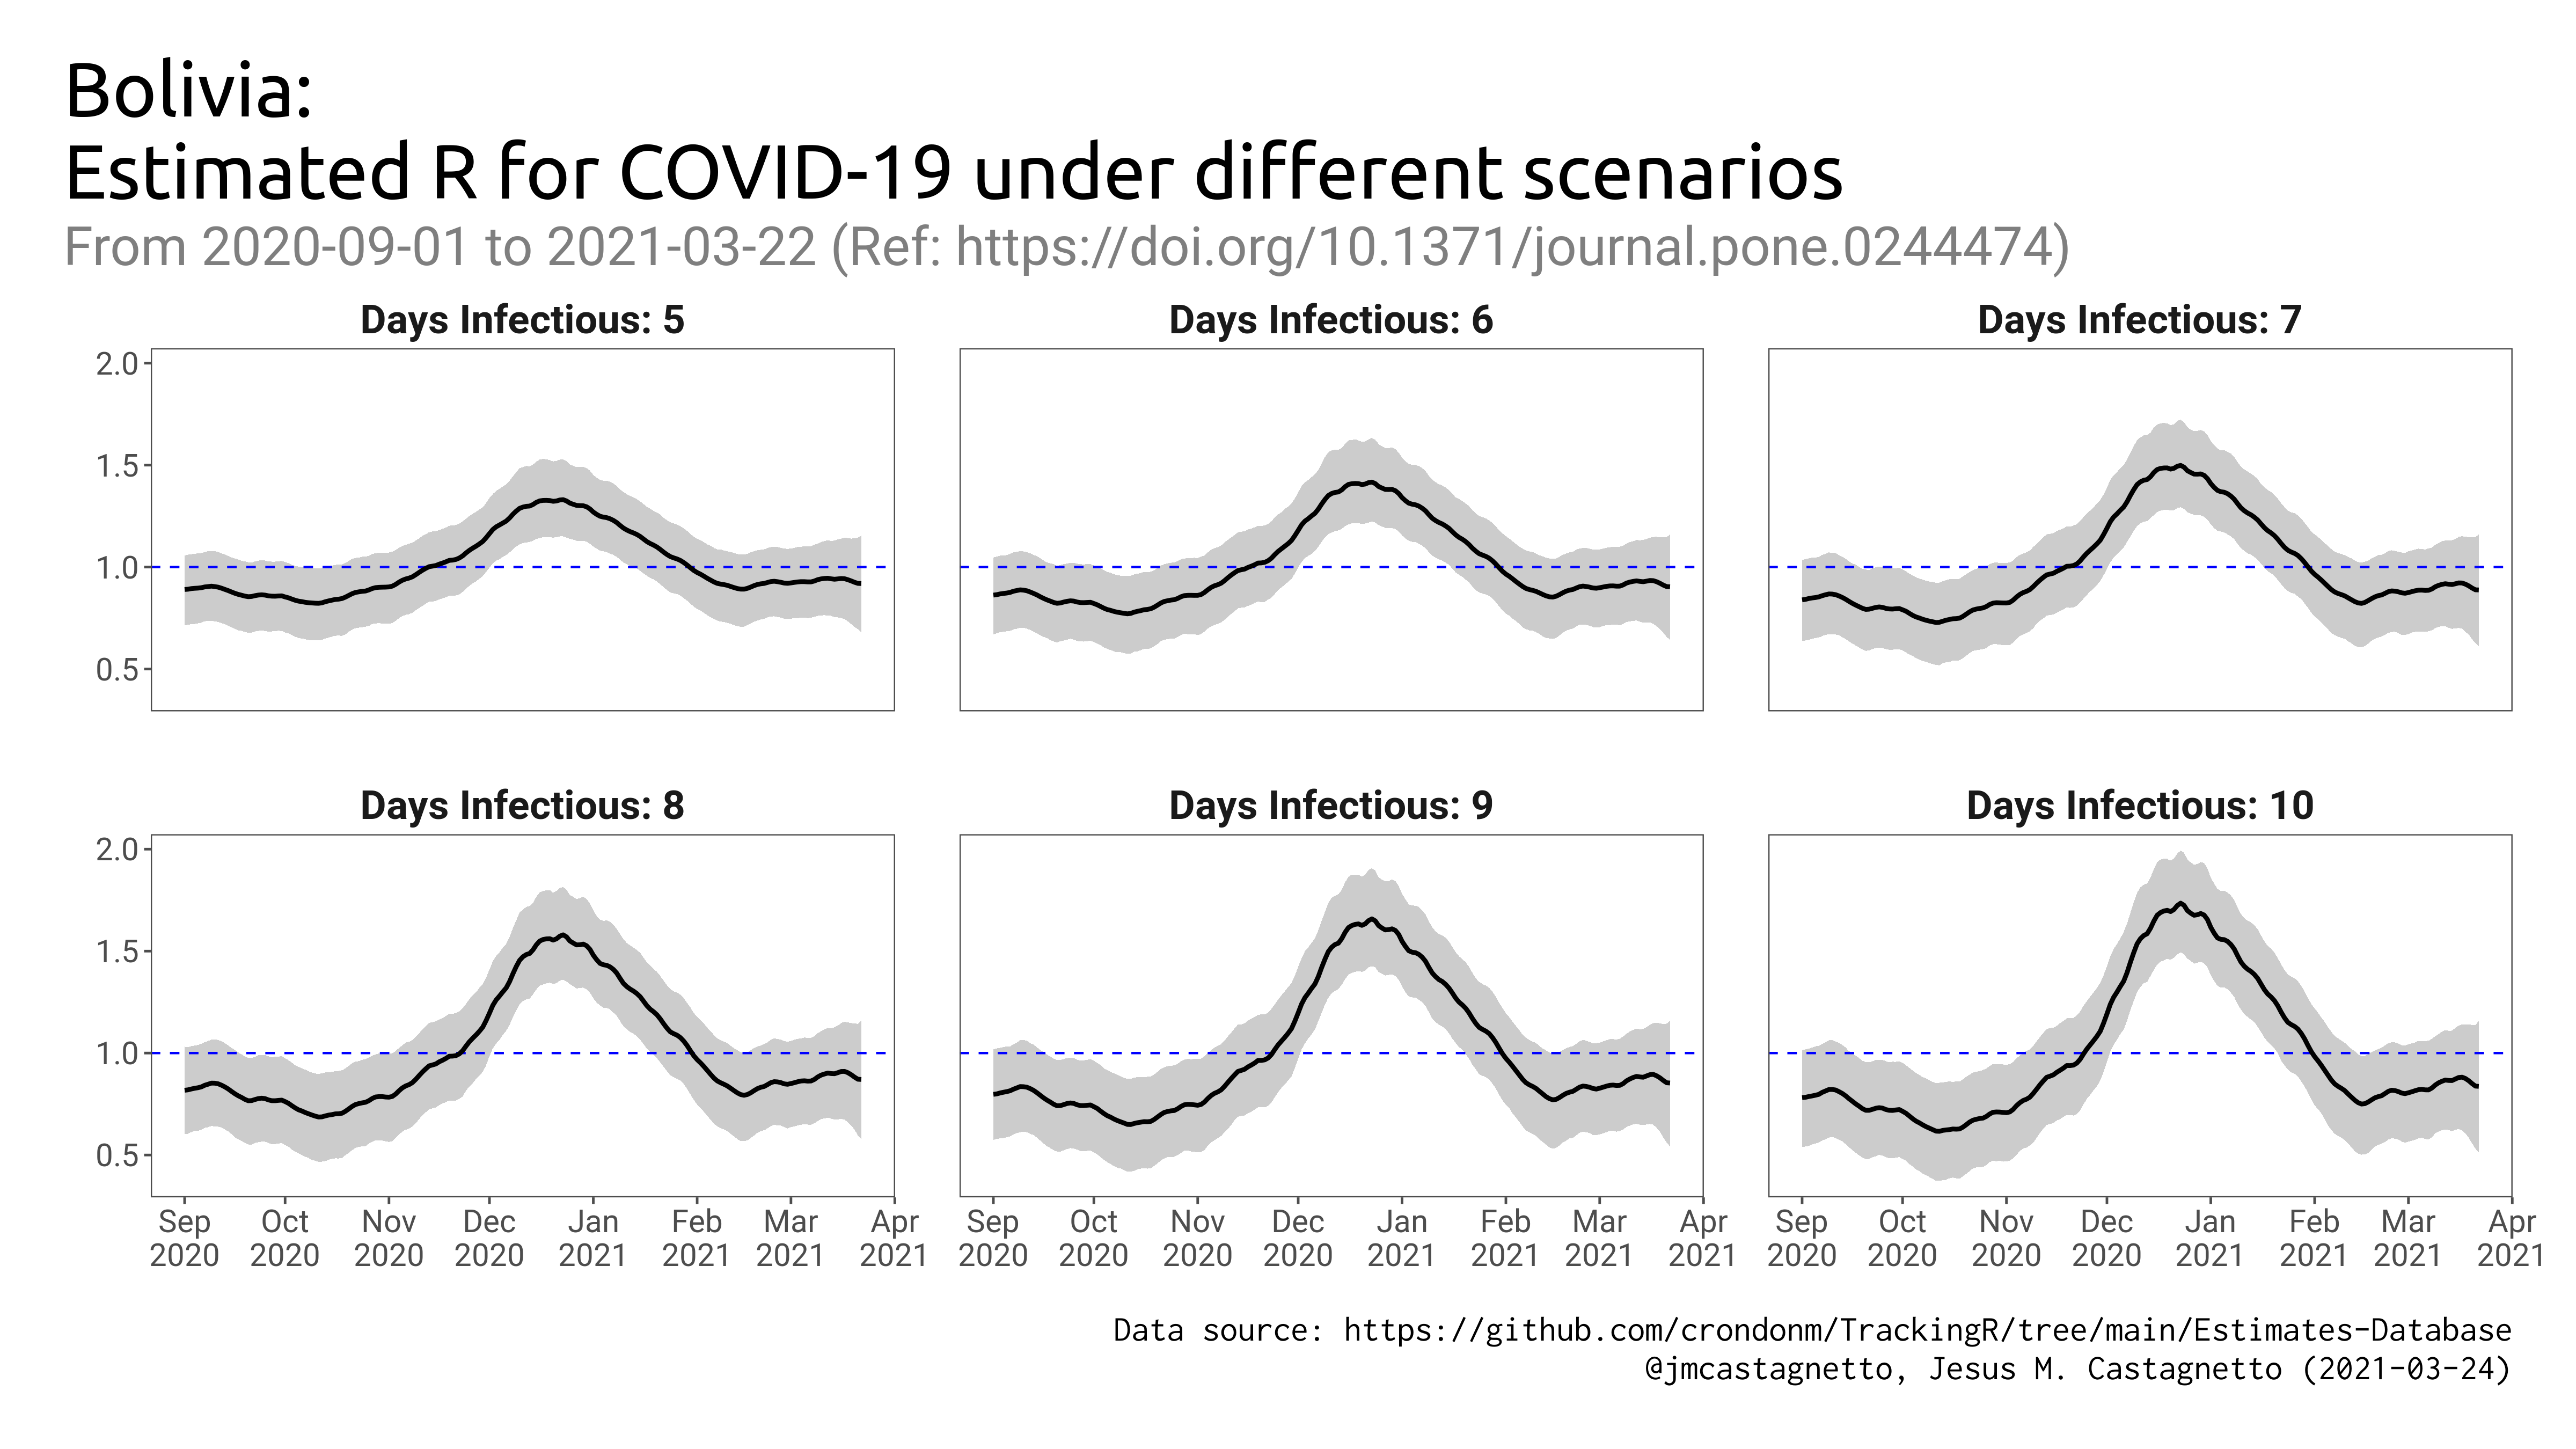 Bolivia:
Estimated R for COVID-19 under different scenarios
From 2020-09-01 to 2021-03-22 (Ref: https://doi.org/10.1371/journal.pone.0244474)
Days Infectious: 5 Days Infectious: 6 Days Infectious: 7
2.0
1.5
1.0
0.5
Days Infectious: 8 Days Infectious: 9 Days Infectious: 10
2.0
1.5
1.0
0.5
Sep Oct Nov Dec Jan Feb Mar Apr Sep Oct Nov Dec Jan Feb Mar Apr Sep Oct Nov Dec Jan Feb Mar Apr
2020 2020 2020 2020 2021 2021 2021 2021 2020 2020 2020 2020 2021 2021 2021 2021 2020 2020 2020 2020 2021 2021 2021 2021
Data source: https://github.com/crondonm/TrackingR/tree/main/Estimates-Database
@jmcastagnetto, Jesus M. Castagnetto (2021-03-24)